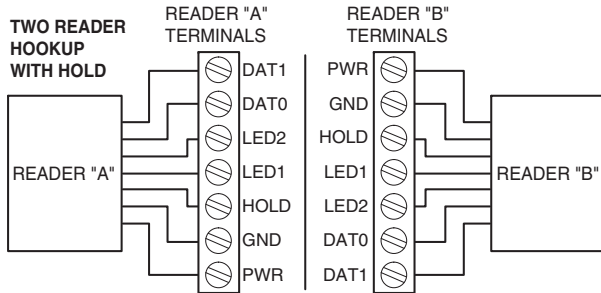 TWO READER
HOOKUP
WITH HOLD
READER "A"
TERMINALS
READER "B"
TERMINALS
READER "A"
DAT1
DAT0
LED2
LED1
HOLD
GND
PWR
PWR
GND
HOLD
LED1
LED2
DAT0
DAT1
READER "B"